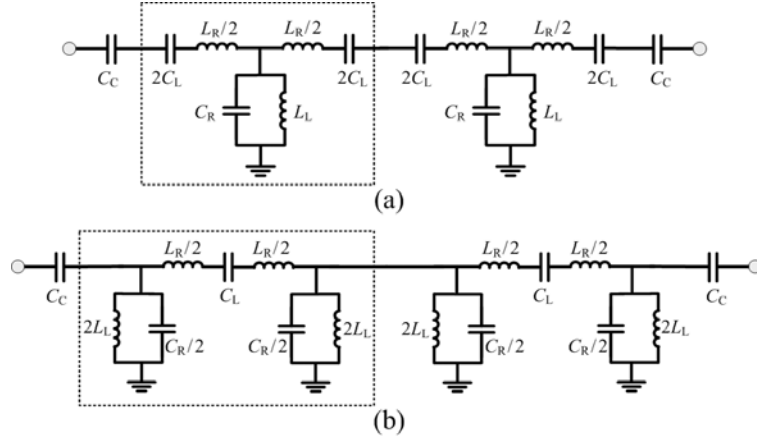 L_R/2 L_R/2 L_R/2 L_R/2
C_C 2C_L 2C_L 2C_L 2C_L C_C
C_R L_L C_R L_L
(a)
L_R/2 L_R/2 L_R/2 L_R/2
C_C C_L C_L C_C
2L_L C_R/2 C_R/2 2L_L 2L_L C_R/2 C_R/2 2L_L
(b)